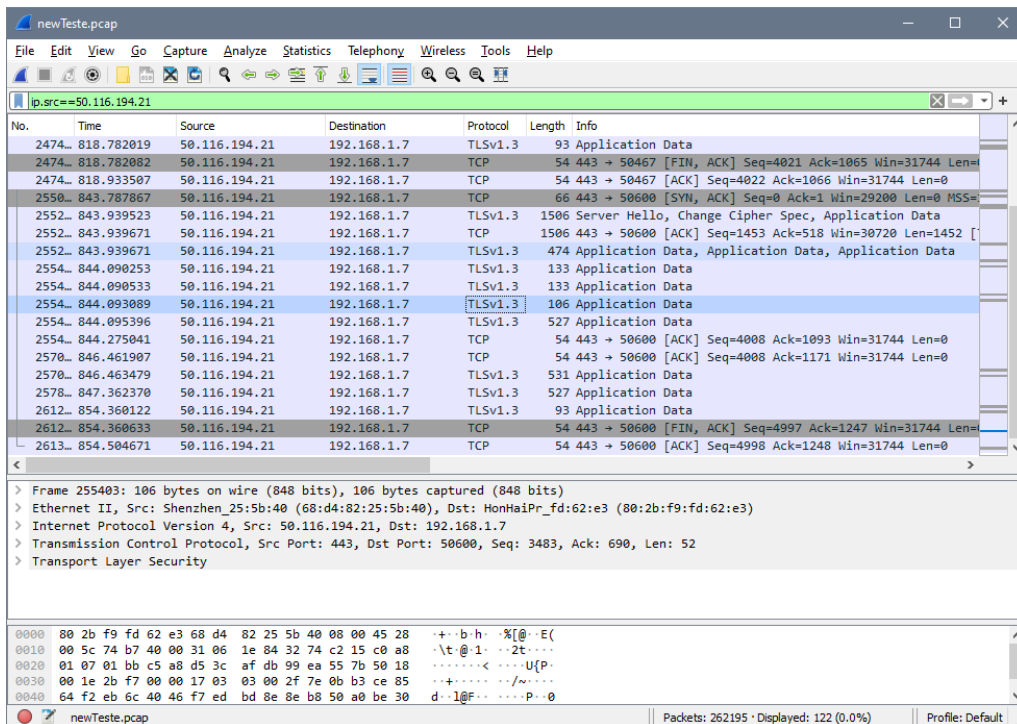 newTeste.pcap
File Edit View Go Capture Analyze Statistics Telephony Wireless Tools Help
ip.src==50.116.194.21
No. Time Source Destination Protocol Length Info
2474… 818.782019 50.116.194.21 192.168.1.7 TLSv1.3 93 Application Data
2474… 818.782082 50.116.194.21 192.168.1.7 TCP 54 443 → 50467 [FIN, ACK] Seq=4021 Ack=1065 Win=31744 Len=
2474… 818.933507 50.116.194.21 192.168.1.7 TCP 54 443 → 50467 [ACK] Seq=4022 Ack=1066 Win=31744 Len=0
2550… 843.787867 50.116.194.21 192.168.1.7 TCP 66 443 → 50600 [SYN, ACK] Seq=0 Ack=1 Win=29200 Len=0 MSS=
2552… 843.939523 50.116.194.21 192.168.1.7 TLSv1.3 1506 Server Hello, Change Cipher Spec, Application Data
2552… 843.939671 50.116.194.21 192.168.1.7 TCP 1506 443 → 50600 [ACK] Seq=1453 Ack=518 Win=30720 Len=1452 [
2552… 843.939671 50.116.194.21 192.168.1.7 TLSv1.3 474 Application Data, Application Data, Application Data
2554… 844.090253 50.116.194.21 192.168.1.7 TLSv1.3 133 Application Data
2554… 844.090533 50.116.194.21 192.168.1.7 TLSv1.3 133 Application Data
2554… 844.093089 50.116.194.21 192.168.1.7 TLSv1.3 106 Application Data
2554… 844.095396 50.116.194.21 192.168.1.7 TLSv1.3 527 Application Data
2554… 844.275041 50.116.194.21 192.168.1.7 TCP 54 443 → 50600 [ACK] Seq=4008 Ack=1093 Win=31744 Len=0
2570… 846.461907 50.116.194.21 192.168.1.7 TCP 54 443 → 50600 [ACK] Seq=4008 Ack=1171 Win=31744 Len=0
2570… 846.463479 50.116.194.21 192.168.1.7 TLSv1.3 531 Application Data
2578… 847.362370 50.116.194.21 192.168.1.7 TLSv1.3 527 Application Data
2612… 854.360122 50.116.194.21 192.168.1.7 TLSv1.3 93 Application Data
2612… 854.360633 50.116.194.21 192.168.1.7 TCP 54 443 → 50600 [FIN, ACK] Seq=4997 Ack=1247 Win=31744 Len=
2613… 854.504671 50.116.194.21 192.168.1.7 TCP 54 443 → 50600 [ACK] Seq=4998 Ack=1248 Win=31744 Len=0
> Frame 255403: 106 bytes on wire (848 bits), 106 bytes captured (848 bits)
> Ethernet II, Src: Shenzhen_25:5b:40 (68:d4:82:25:5b:40), Dst: HonHaiPr_fd:62:e3 (80:2b:f9:fd:62:e3)
> Internet Protocol Version 4, Src: 50.116.194.21, Dst: 192.168.1.7
> Transmission Control Protocol, Src Port: 443, Dst Port: 50600, Seq: 3483, Ack: 690, Len: 52
> Transport Layer Security
0000 80 2b f9 fd 62 e3 68 d4 82 25 5b 40 08 00 45 28 ·+··b·h· ·%[@··E(
0010 00 5c 74 b7 40 00 31 06 1e 84 32 74 c2 15 c0 a8 ·\t·@·1· ··2t····
0020 01 07 01 bb c5 a8 d5 3c af db 99 ea 55 7b 50 18 ·······< ····U{P·
0030 00 1e 2b f7 00 00 17 03 03 00 2f 7e 0b b3 ce 85 ··+····· ··/~····
0040 64 f2 eb 6c 40 46 f7 ed bd 8e 8e b8 50 a0 be 30 d··l@F·· ····P··0
newTeste.pcap
Packets: 262195 · Displayed: 122 (0.0%)
Profile: Default